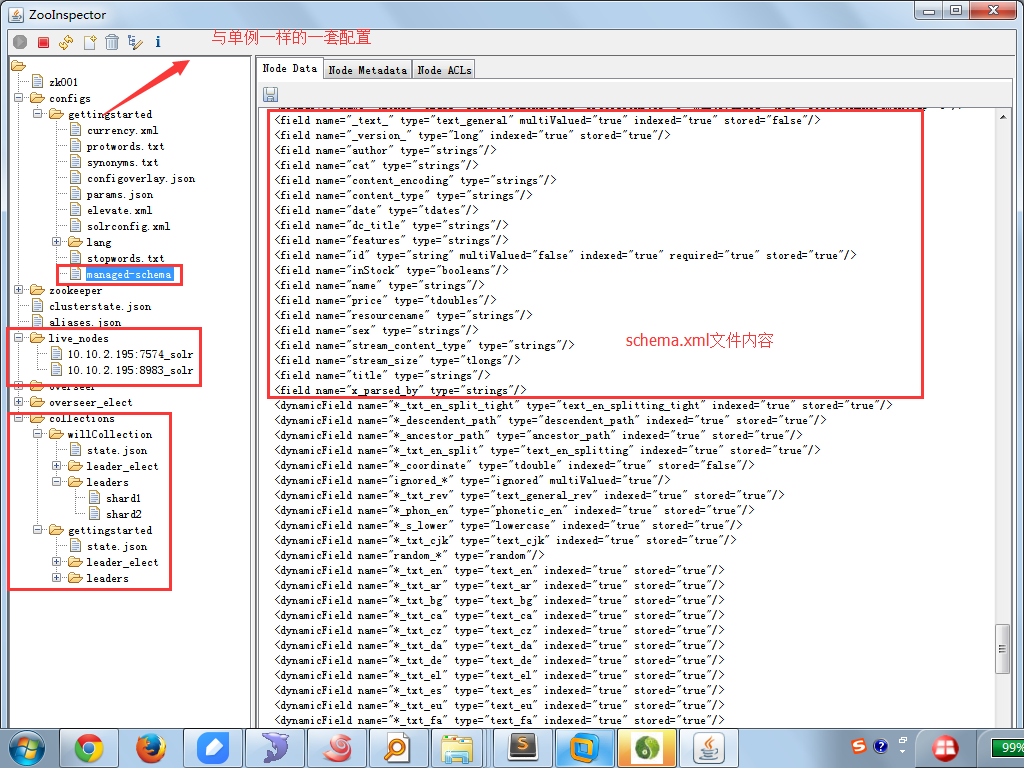 ZooInspector
与单例一样的一套配置
zk001
configs
gettingstarted
currency.xml
protwords.txt
synonyms.txt
configoverlay.json
params.json
elevate.xml
solrconfig.xml
lang
stopwords.txt
managed-schema
zookeeper
clusterstate.json
aliases.json
live_nodes
10.10.2.195:7574_solr
10.10.2.195:8983_solr
overseer
overseer_elect
collections
willCollection
state.json
leader_elect
leaders
shard1
shard2
gettingstarted
state.json
leader_elect
leaders
Node Data Node Metadata Node ACLs
<field name="_text_" type="text_general" multiValued="true" indexed="true" stored="false"/>
<field name="_version_" type="long" indexed="true" stored="true"/>
<field name="author" type="strings"/>
<field name="cat" type="strings"/>
<field name="content_encoding" type="strings"/>
<field name="content_type" type="strings"/>
<field name="date" type="tdates"/>
<field name="dc_title" type="strings"/>
<field name="features" type="strings"/>
<field name="id" type="string" multiValued="false" indexed="true" required="true" stored="true"/>
<field name="inStock" type="booleans"/>
<field name="name" type="strings"/>
<field name="price" type="tdoubles"/>
<field name="resourcename" type="strings"/>
<field name="sex" type="strings"/>
<field name="stream_content_type" type="strings"/>
<field name="stream_size" type="tlongs"/>
<field name="title" type="strings"/>
<field name="x_parsed_by" type="strings"/>
schema.xml文件内容
<dynamicField name="*_txt_en_split_tight" type="text_en_splitting_tight" indexed="true" stored="true"/>
<dynamicField name="*_descendent_path" type="descendent_path" indexed="true" stored="true"/>
<dynamicField name="*_ancestor_path" type="ancestor_path" indexed="true" stored="true"/>
<dynamicField name="*_txt_en_split" type="text_en_splitting" indexed="true" stored="true"/>
<dynamicField name="*_coordinate" type="tdouble" indexed="true" stored="false"/>
<dynamicField name="ignored_*" type="ignored" multiValued="true"/>
<dynamicField name="*_txt_rev" type="text_general_rev" indexed="true" stored="true"/>
<dynamicField name="*_phon_en" type="phonetic_en" indexed="true" stored="true"/>
<dynamicField name="*_s_lower" type="lowercase" indexed="true" stored="true"/>
<dynamicField name="*_txt_cjk" type="text_cjk" indexed="true" stored="true"/>
<dynamicField name="random_*" type="random"/>
<dynamicField name="*_txt_en" type="text_en" indexed="true" stored="true"/>
<dynamicField name="*_txt_ar" type="text_ar" indexed="true" stored="true"/>
<dynamicField name="*_txt_bg" type="text_bg" indexed="true" stored="true"/>
<dynamicField name="*_txt_ca" type="text_ca" indexed="true" stored="true"/>
<dynamicField name="*_txt_cz" type="text_cz" indexed="true" stored="true"/>
<dynamicField name="*_txt_da" type="text_da" indexed="true" stored="true"/>
<dynamicField name="*_txt_de" type="text_de" indexed="true" stored="true"/>
<dynamicField name="*_txt_el" type="text_el" indexed="true" stored="true"/>
<dynamicField name="*_txt_es" type="text_es" indexed="true" stored="true"/>
<dynamicField name="*_txt_eu" type="text_eu" indexed="true" stored="true"/>
<dynamicField name="*_txt_fa" type="text_fa" indexed="true" stored="true"/>
99%